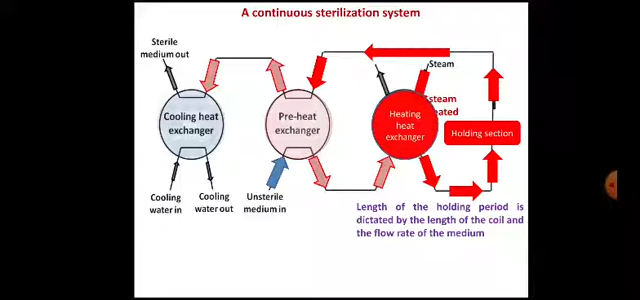 A continuous sterilization system
Sterile
medium out
Steam
Cooling heat
exchanger
Pre-heat
exchanger
Heating
heat
exchanger
Holding section
Cooling
water in
Cooling
water out
Unsterile
medium in
Length of the holding period is
dictated by the length of the coil and
the flow rate of the medium